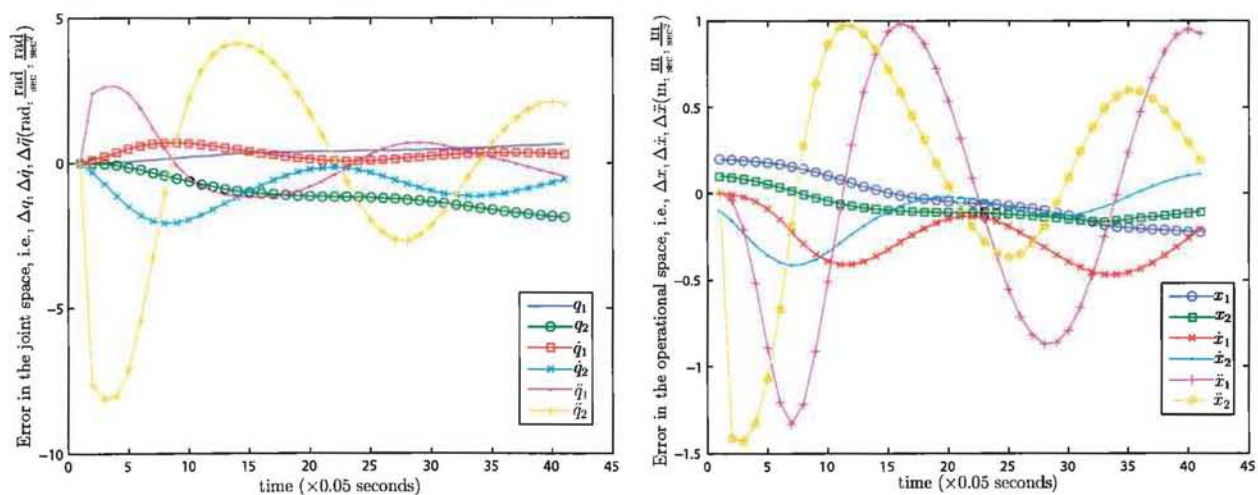 Error in the joint space, i.e., Δq, Δq̇, Δq̈(rad, rad/sec, rad/sec²)
5
0
−5
−10
0 5 10 15 20 25 30 35 40 45
time (×0.05 seconds)
q₁
q₂
q̇₁
q̇₂
q̈₁
q̈₂
Error in the operational space, i.e., Δx, Δẋ, Δẍ(m, m/sec, m/sec²)
1
0.5
0
−0.5
−1
−1.5
0 5 10 15 20 25 30 35 40 45
time (×0.05 seconds)
x₁
x₂
ẋ₁
ẋ₂
ẍ₁
ẍ₂